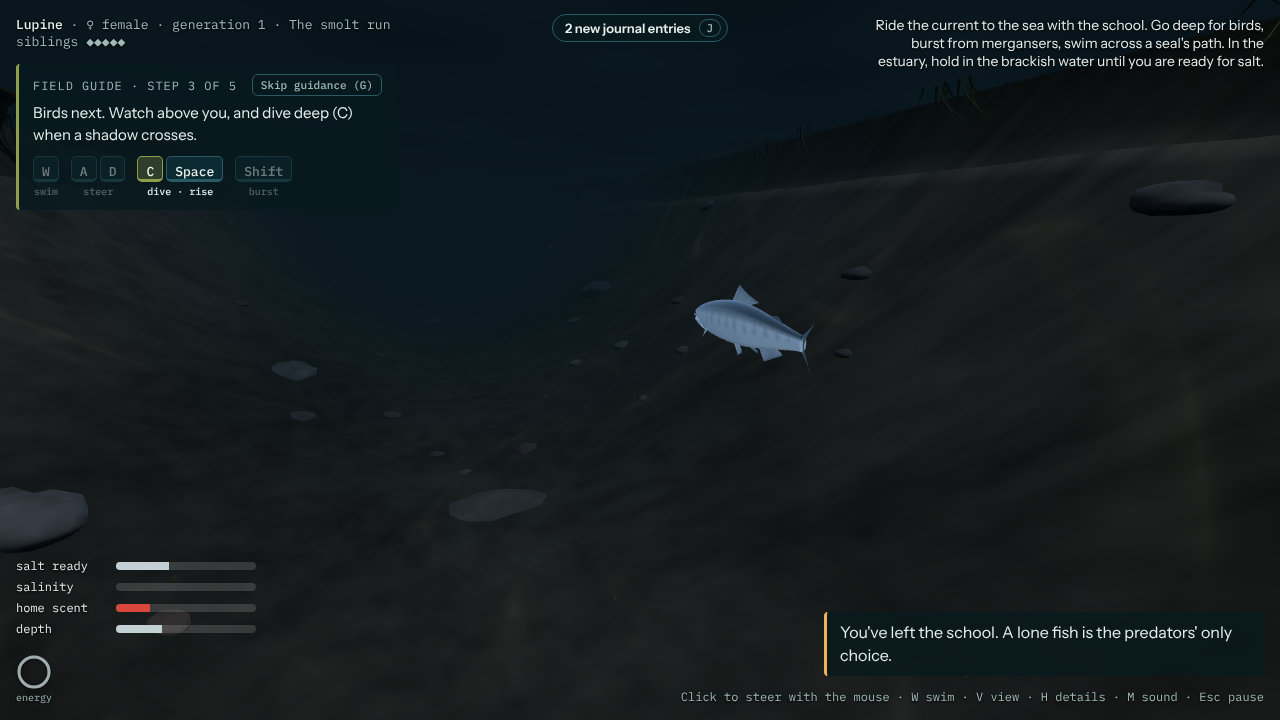 Lupine · ♀ female · generation 1 · The smolt run
siblings ◆◆◆◆◆
2 new journal entries J
Ride the current to the sea with the school. Go deep for birds,
burst from mergansers, swim across a seal's path. In the
estuary, hold in the brackish water until you are ready for salt.
FIELD GUIDE · STEP 3 OF 5 Skip guidance (G)
Birds next. Watch above you, and dive deep (C)
when a shadow crosses.
W A D C Space Shift
swim steer dive · rise burst
salt ready
salinity
home scent
depth
energy
You've left the school. A lone fish is the predators' only
choice.
Click to steer with the mouse · W swim · V view · H details · M sound · Esc pause